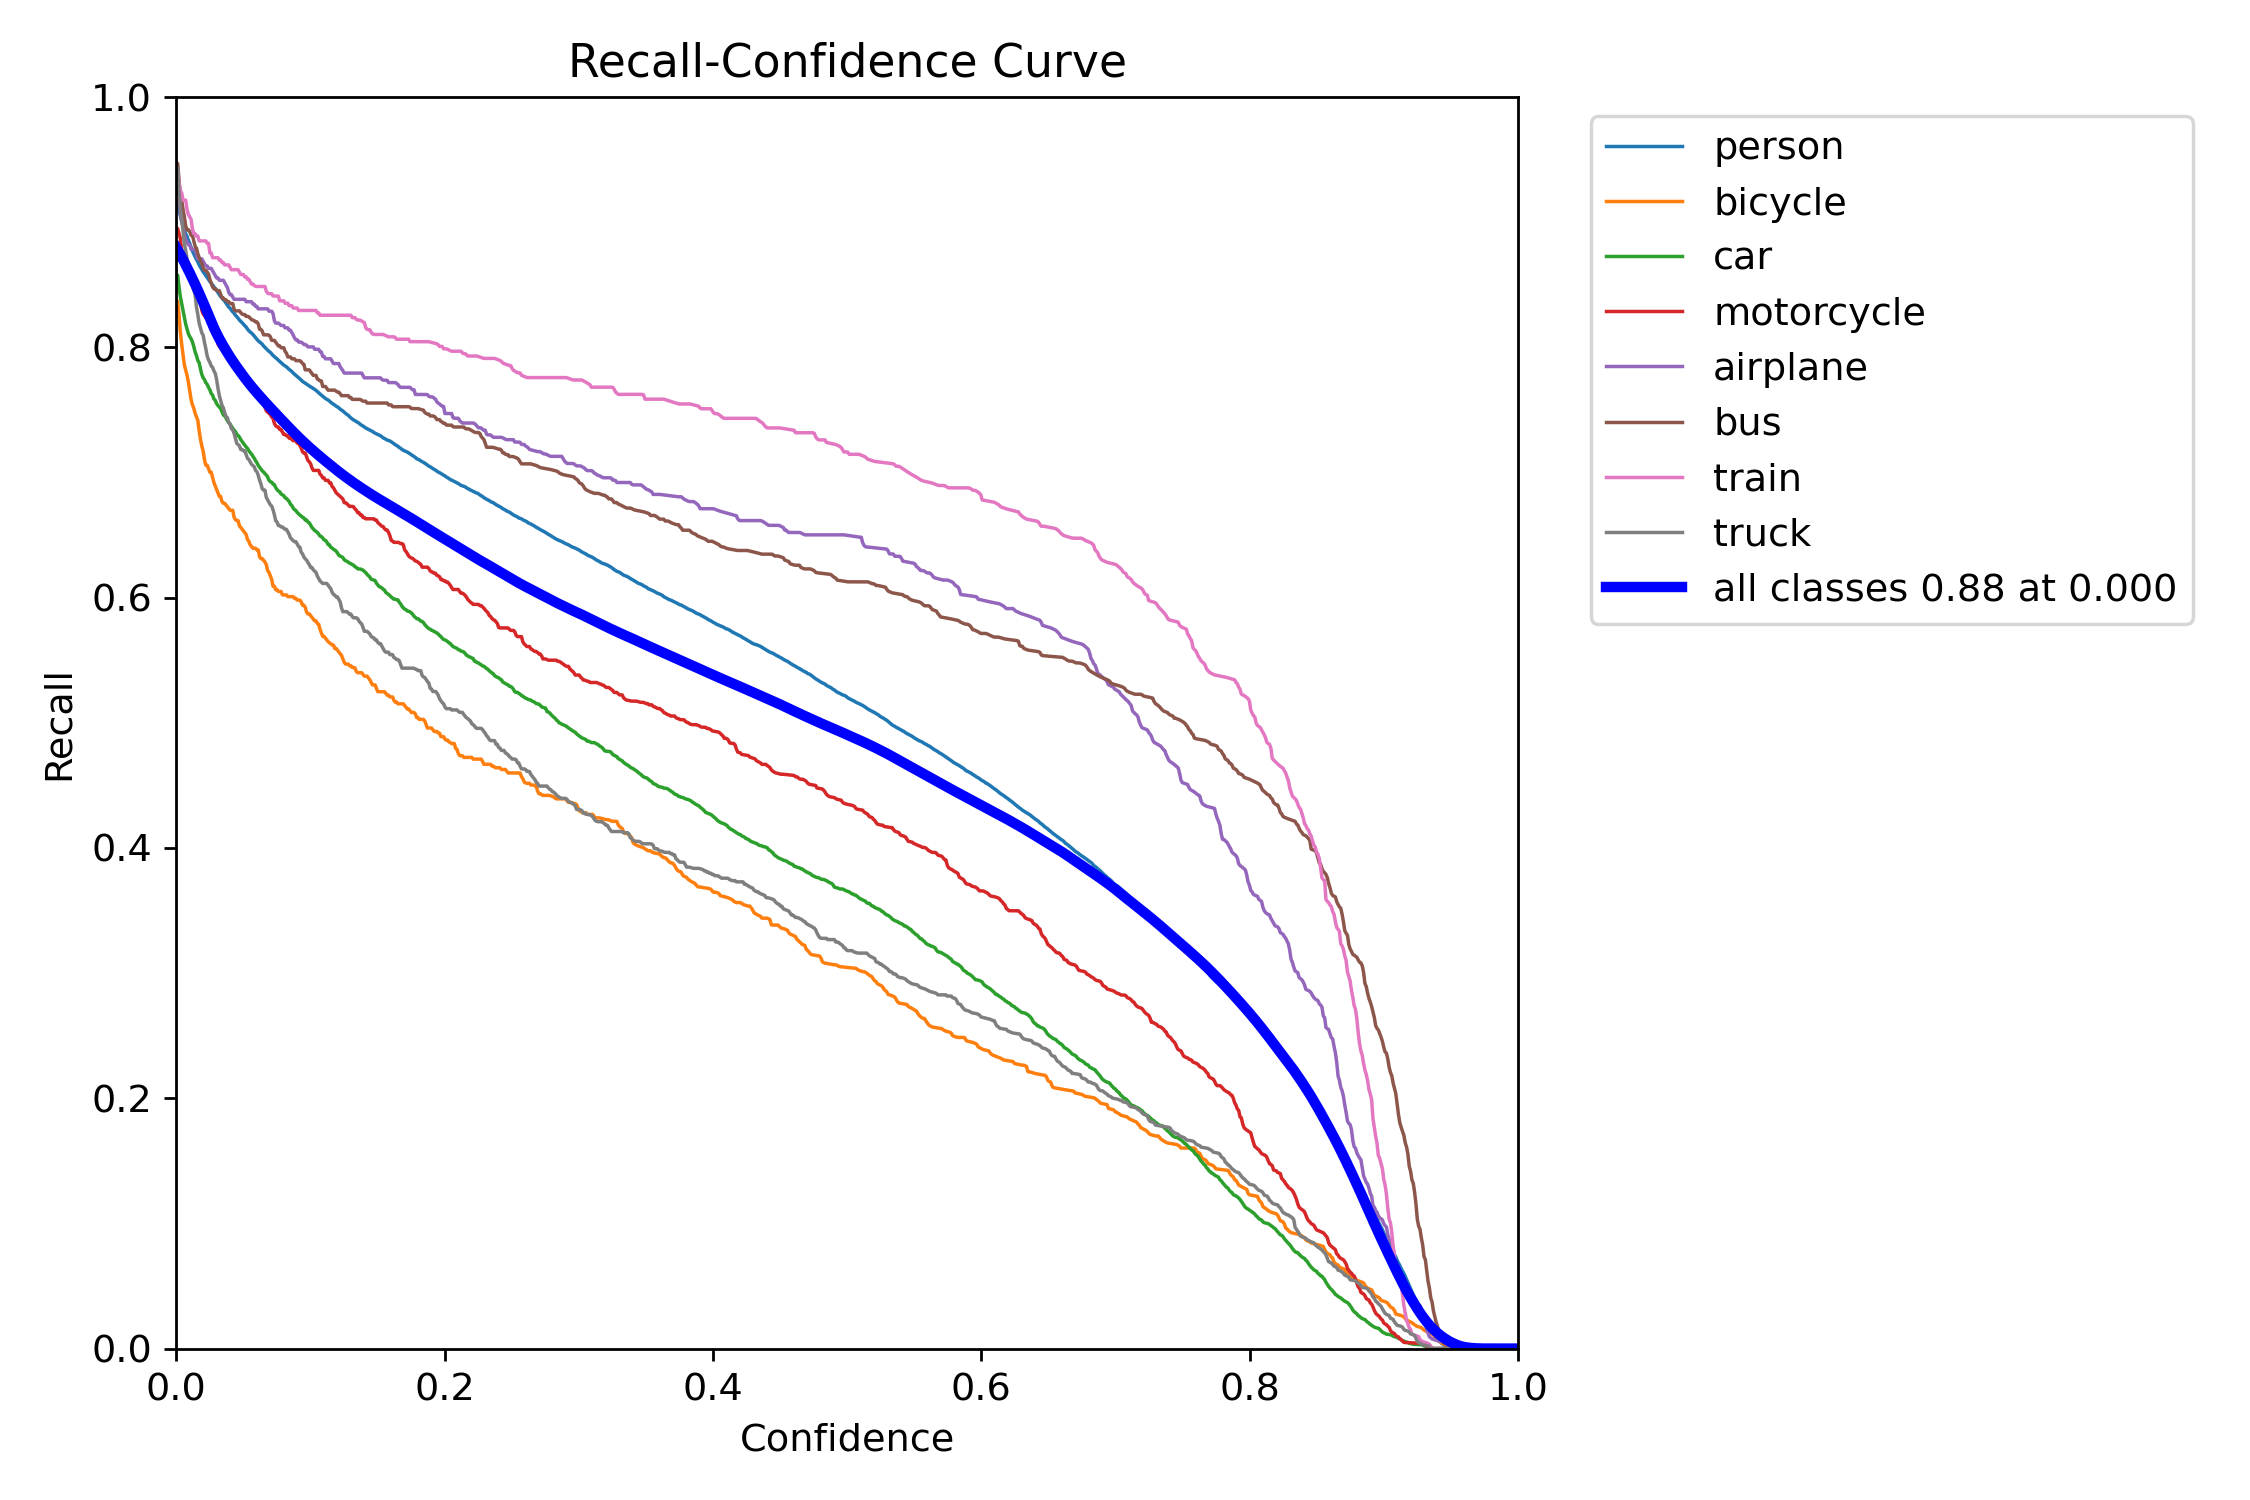 Recall-Confidence Curve
1.0
0.8
0.6
0.4
0.2
0.0
Recall
0.0 0.2 0.4 0.6 0.8 1.0
Confidence
person
bicycle
car
motorcycle
airplane
bus
train
truck
all classes 0.88 at 0.000